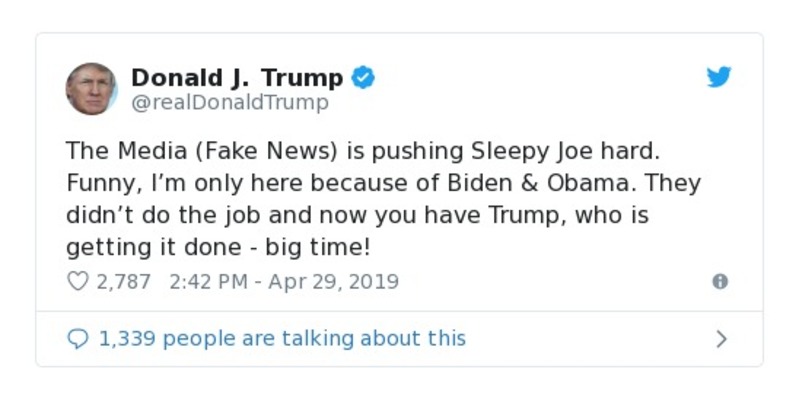 Donald J. Trump
@realDonaldTrump
The Media (Fake News) is pushing Sleepy Joe hard.
Funny, I’m only here because of Biden & Obama. They
didn’t do the job and now you have Trump, who is
getting it done - big time!
2,787 2:42 PM - Apr 29, 2019
1,339 people are talking about this